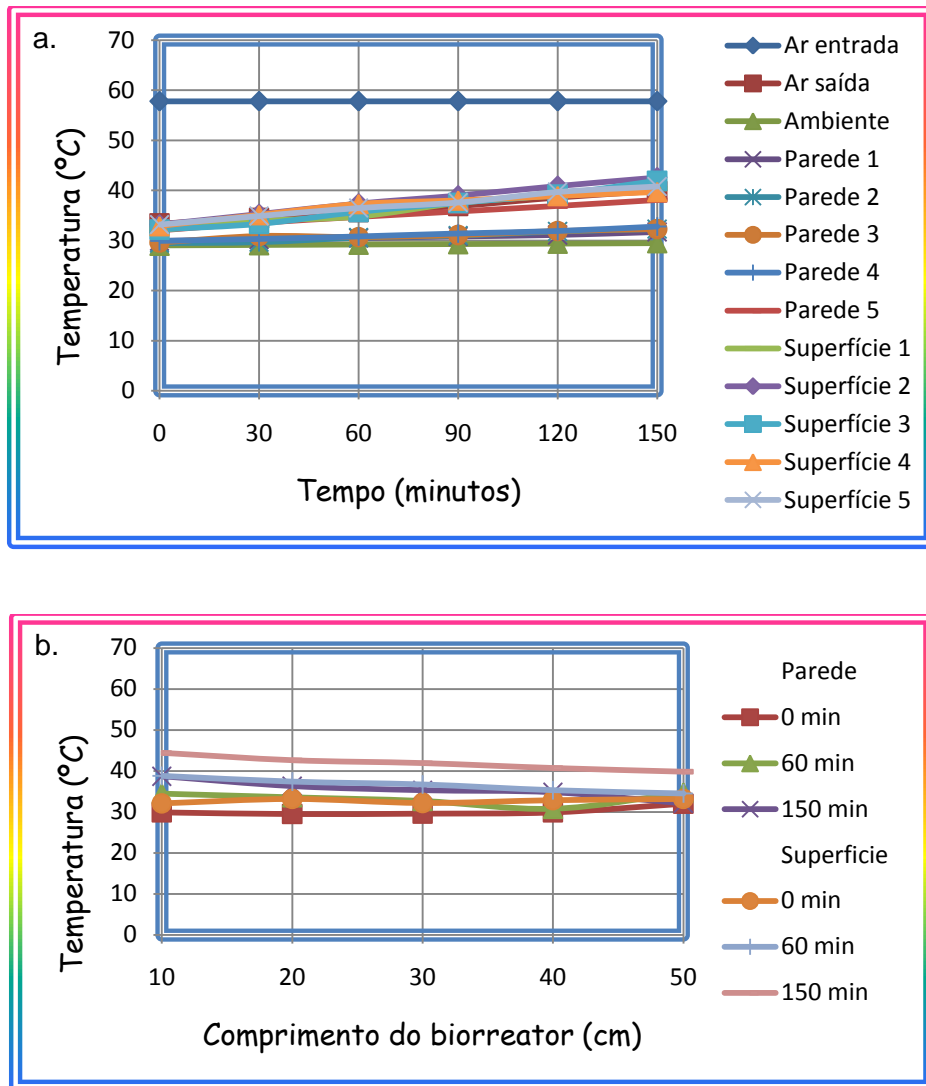 a.
70
60
50
40
30
20
10
0
Temperatura (°C)
0 30 60 90 120 150
Tempo (minutos)
Ar entrada
Ar saída
Ambiente
Parede 1
Parede 2
Parede 3
Parede 4
Parede 5
Superfície 1
Superfície 2
Superfície 3
Superfície 4
Superfície 5
b.
70
60
50
40
30
20
10
0
Temperatura (°C)
10 20 30 40 50
Comprimento do biorreator (cm)
Parede
0 min
60 min
150 min
Superficie
0 min
60 min
150 min